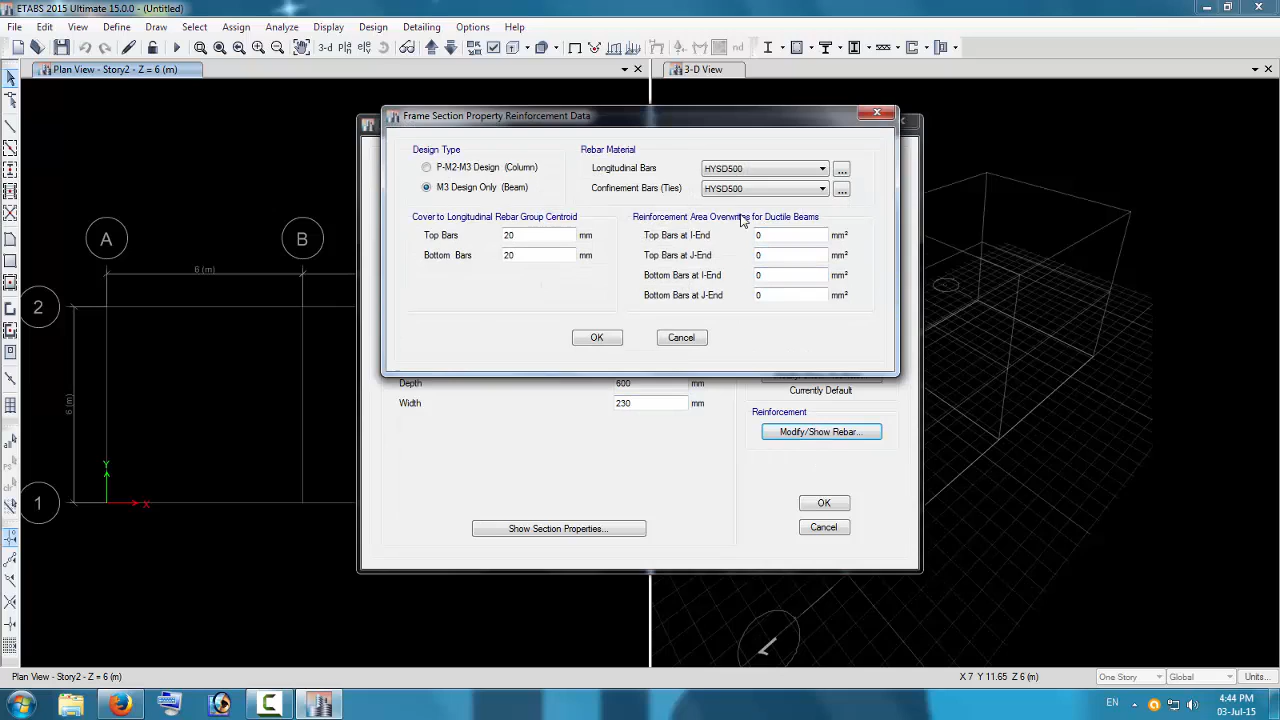 ETABS 2015 Ultimate 15.0.0 - (Untitled)
File Edit View Define Draw Select Assign Analyze Display Design Detailing Options Tools Help
3-d nd
Plan View - Story2 - Z = 6 (m)
3-D View
Frame Section Property Reinforcement Data
Design Type
P-M2-M3 Design (Column)
M3 Design Only (Beam)
Rebar Material
Longitudinal Bars HYSD500 ...
Confinement Bars (Ties) HYSD500 ...
Cover to Longitudinal Rebar Group Centroid
Top Bars 20 mm
Bottom Bars 20 mm
Reinforcement Area Overwrites for Ductile Beams
Top Bars at I-End 0 mm²
Top Bars at J-End 0 mm²
Bottom Bars at I-End 0 mm²
Bottom Bars at J-End 0 mm²
OK Cancel
Depth 600 mm
Width 230 mm
Currently Default
Reinforcement
Modify/Show Rebar...
Show Section Properties...
OK
Cancel
A B
6 (m)
2
6 (m)
1
Y
X
all
clr
Plan View - Story2 - Z = 6 (m)
X 7 Y 11.65 Z 6 (m)
One Story Global Units...
EN
4:44 PM
03-Jul-15